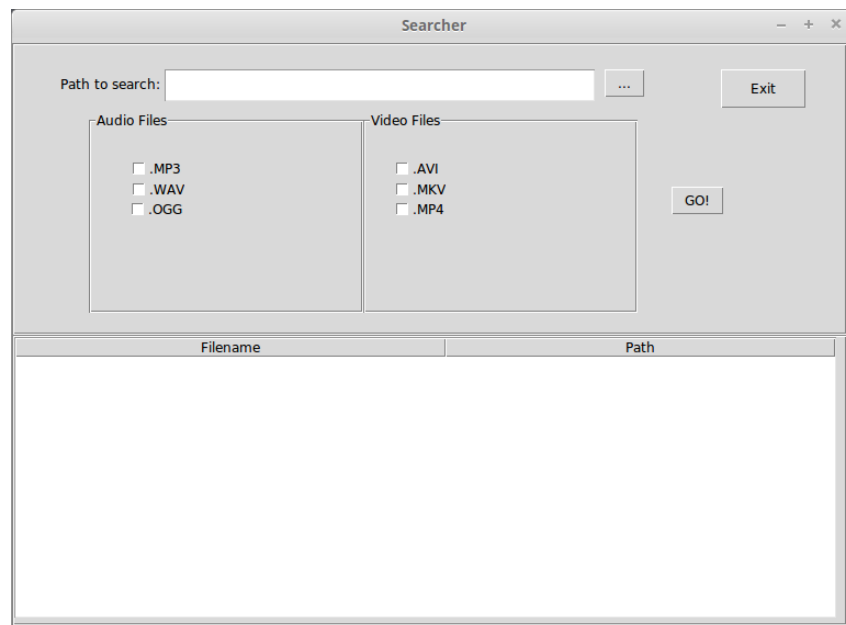 Searcher
Path to search:
...
Exit
Audio Files
Video Files
.MP3
.WAV
.OGG
.AVI
.MKV
.MP4
GO!
Filename
Path